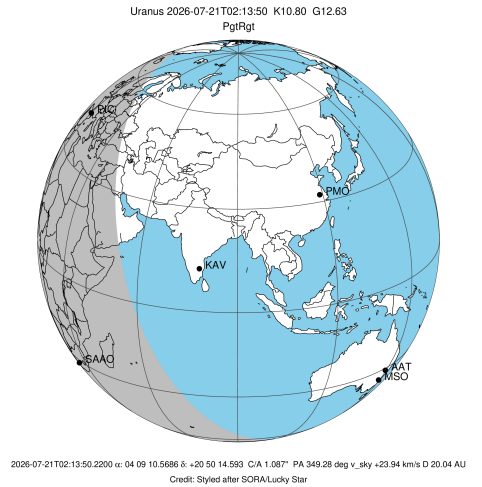 Uranus 2026-07-21T02:13:50 K10.80 G12.63
PgtRgt
PIC
PMO
KAV
SAAO
AAT
MSO
2026-07-21T02:13:50.2200 α: 04 09 10.5686 δ: +20 50 14.593 C/A 1.087" PA 349.28 deg v_sky +23.94 km/s D 20.04 AU
Credit: Styled after SORA/Lucky Star